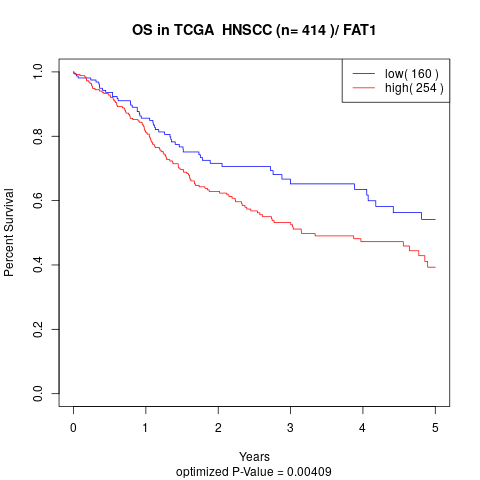 OS in TCGA  HNSCC (n= 414 )/ FAT1
low( 160 )
high( 254 )
Percent Survival
1.0
0.8
0.6
0.4
0.2
0.0
0 1 2 3 4 5
Years
optimized P-Value = 0.00409